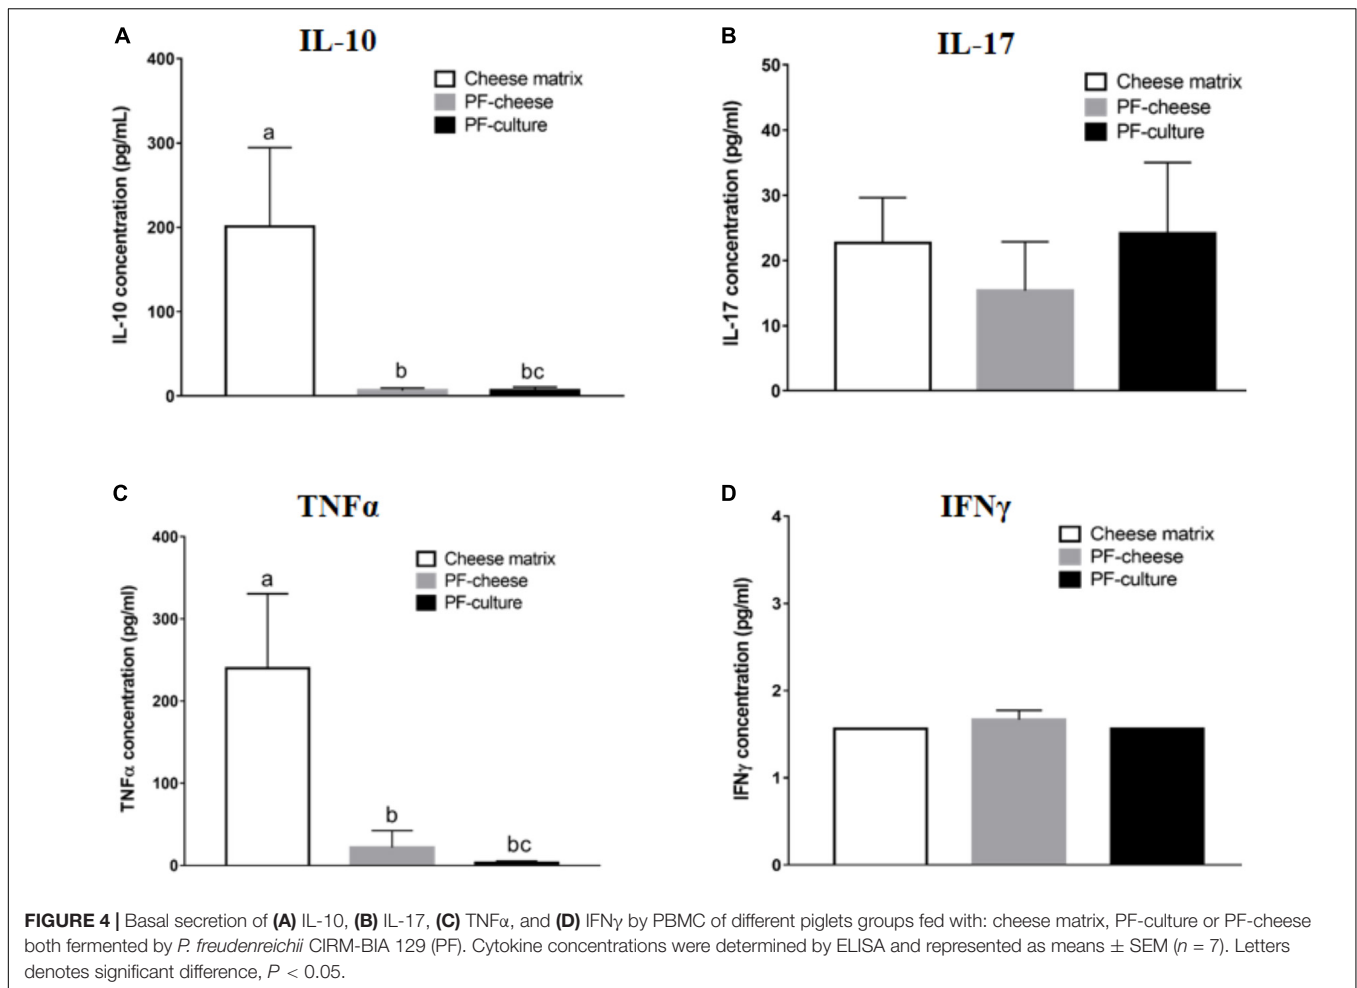 A
IL-10
400
300
200
100
0
IL-10 concentration (pg/mL)
Cheese matrix
PF-cheese
PF-culture
a
b
bc
B
IL-17
50
40
30
20
10
0
IL-17 concentration (pg/ml)
Cheese matrix
PF-cheese
PF-culture
C
TNFα
400
300
200
100
0
TNFα concentration (pg/ml)
Cheese matrix
PF-cheese
PF-culture
a
b
bc
D
IFNγ
4
3
2
1
0
IFNγ concentration (pg/ml)
Cheese matrix
PF-cheese
PF-culture
FIGURE 4 | Basal secretion of (A) IL-10, (B) IL-17, (C) TNFα, and (D) IFNγ by PBMC of different piglets groups fed with: cheese matrix, PF-culture or PF-cheese
both fermented by P. freudenreichii CIRM-BIA 129 (PF). Cytokine concentrations were determined by ELISA and represented as means ± SEM (n = 7). Letters
denotes significant difference, P < 0.05.